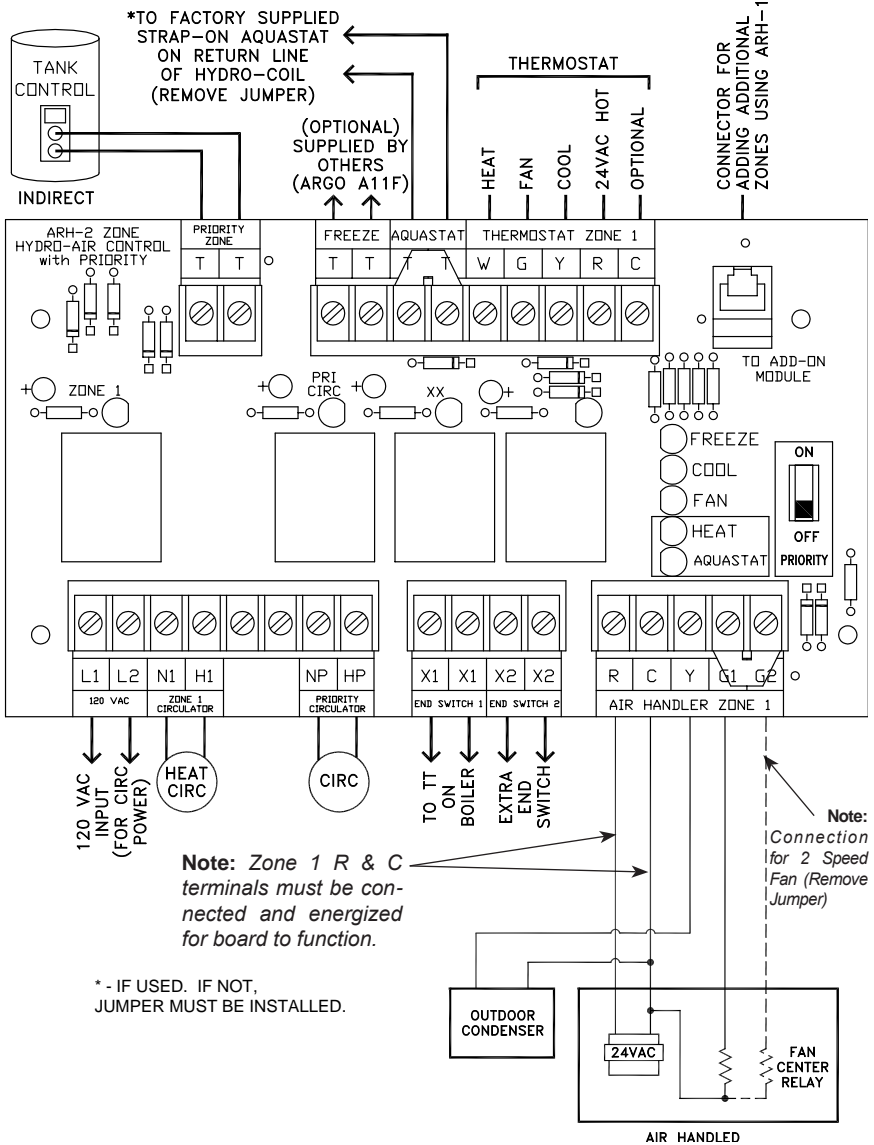 *TO FACTORY SUPPLIED
STRAP-ON AQUASTAT
ON RETURN LINE
OF HYDRO-COIL
(REMOVE JUMPER)
TANK
CONTROL
INDIRECT
(OPTIONAL)
SUPPLIED BY
OTHERS
(ARGO A11F)
THERMOSTAT
HEAT
FAN
COOL
24VAC HOT
OPTIONAL
CONNECTOR FOR
ADDING ADDITIONAL
ZONES USING ARH-1
ARH-2 ZONE
HYDRO-AIR CONTROL
with PRIORITY
PRIORITY
ZONE
T T
FREEZE AQUASTAT THERMOSTAT ZONE 1
T T T T W G Y R C
TO ADD-ON
MODULE
+ ZONE 1
+ PRI
CIRC
+ XX
+
FREEZE
COOL
FAN
HEAT
AQUASTAT
ON
OFF
PRIORITY
L1 L2 N1 H1 NP HP
120 VAC
ZONE 1
CIRCULATOR
PRIORITY
CIRCULATOR
X1 X1 X2 X2
END SWITCH 1 END SWITCH 2
R C Y G1 G2
AIR HANDLER ZONE 1
120 VAC
INPUT
(FOR CIRC
POWER)
HEAT
CIRC
CIRC
TO TT
ON
BOILER
EXTRA
END
SWITCH
Note:
Connection
for 2 Speed
Fan (Remove
Jumper)
Note: Zone 1 R & C
terminals must be con-
nected and energized
for board to function.
* - IF USED. IF NOT,
JUMPER MUST BE INSTALLED.
OUTDOOR
CONDENSER
24VAC
FAN
CENTER
RELAY
AIR HANDLED